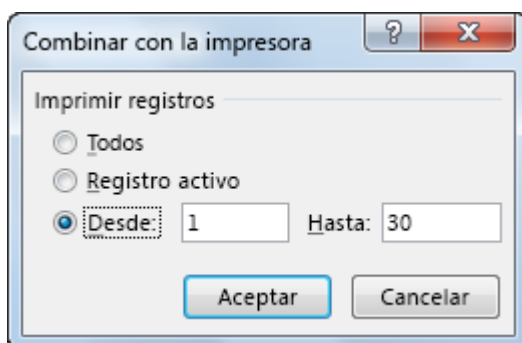 Combinar con la impresora
Imprimir registros
Todos
Registro activo
Desde: 1 Hasta: 30
Aceptar Cancelar